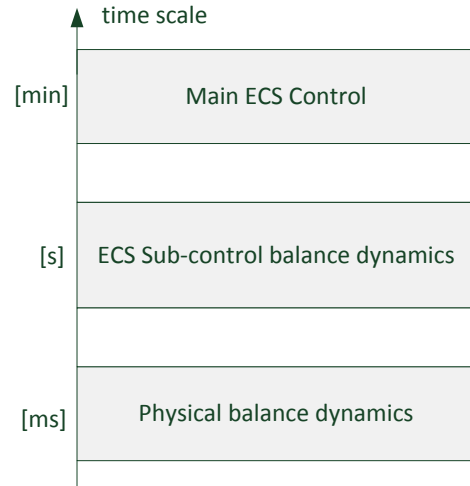 time scale
[min]
Main ECS Control
[s]
ECS Sub-control balance dynamics
[ms]
Physical balance dynamics